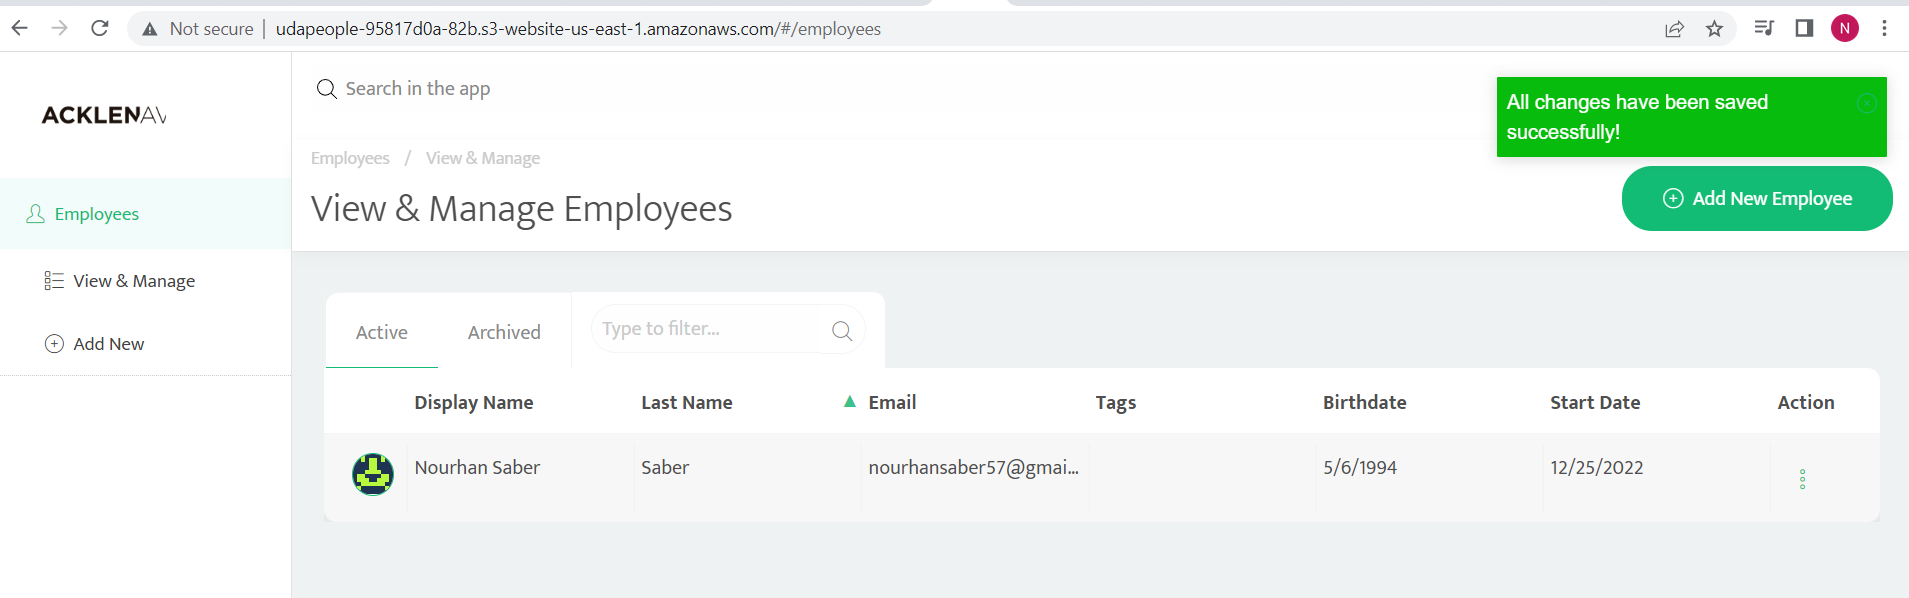 Not secure | udapeople-95817d0a-82b.s3-website-us-east-1.amazonaws.com/#/employees
N
ACKLENAV
Search in the app
All changes have been saved
successfully!
Employees / View & Manage
View & Manage Employees
Add New Employee
Employees
View & Manage
Add New
Active
Archived
Type to filter...
Display Name Last Name ▲ Email Tags Birthdate Start Date Action
Nourhan Saber Saber nourhansaber57@gmai... 5/6/1994 12/25/2022